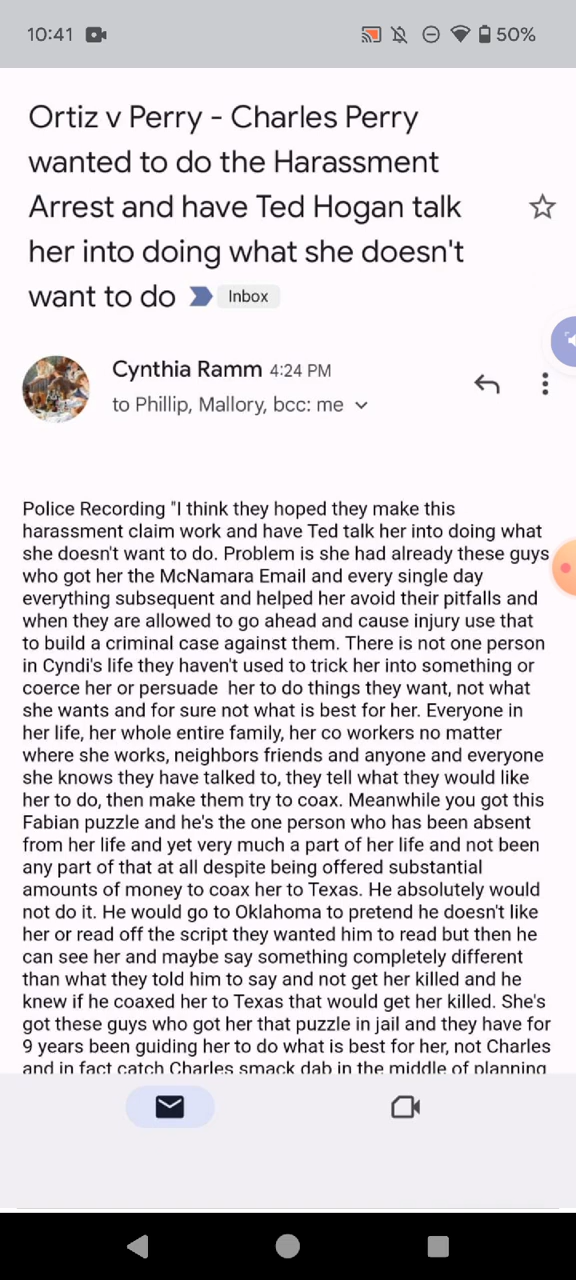 10:41
50%
Ortiz v Perry - Charles Perry
wanted to do the Harassment
Arrest and have Ted Hogan talk
her into doing what she doesn't
want to do Inbox
Cynthia Ramm 4:24 PM
to Phillip, Mallory, bcc: me
Police Recording "I think they hoped they make this
harassment claim work and have Ted talk her into doing what
she doesn't want to do. Problem is she had already these guys
who got her the McNamara Email and every single day
everything subsequent and helped her avoid their pitfalls and
when they are allowed to go ahead and cause injury use that
to build a criminal case against them. There is not one person
in Cyndi's life they haven't used to trick her into something or
coerce her or persuade  her to do things they want, not what
she wants and for sure not what is best for her. Everyone in
her life, her whole entire family, her co workers no matter
where she works, neighbors friends and anyone and everyone
she knows they have talked to, they tell what they would like
her to do, then make them try to coax. Meanwhile you got this
Fabian puzzle and he's the one person who has been absent
from her life and yet very much a part of her life and not been
any part of that at all despite being offered substantial
amounts of money to coax her to Texas. He absolutely would
not do it. He would go to Oklahoma to pretend he doesn't like
her or read off the script they wanted him to read but then he
can see her and maybe say something completely different
than what they told him to say and not get her killed and he
knew if he coaxed her to Texas that would get her killed. She's
got these guys who got her that puzzle in jail and they have for
9 years been guiding her to do what is best for her, not Charles
and in fact catch Charles smack dab in the middle of planning